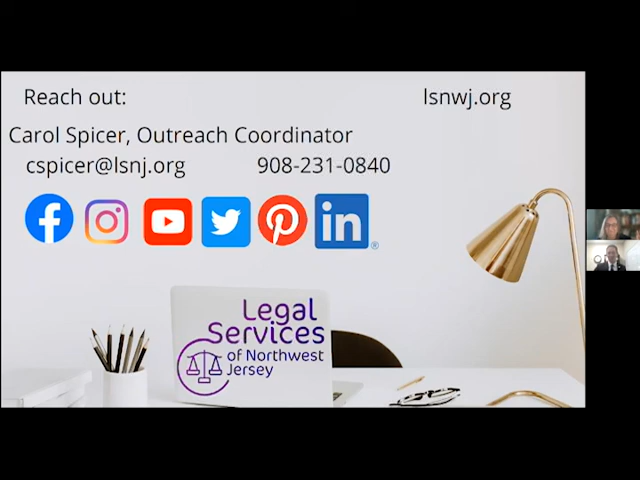 Reach out:
lsnwj.org
Carol Spicer, Outreach Coordinator
cspicer@lsnj.org
908-231-0840
in
®
Legal
Services
of Northwest
Jersey